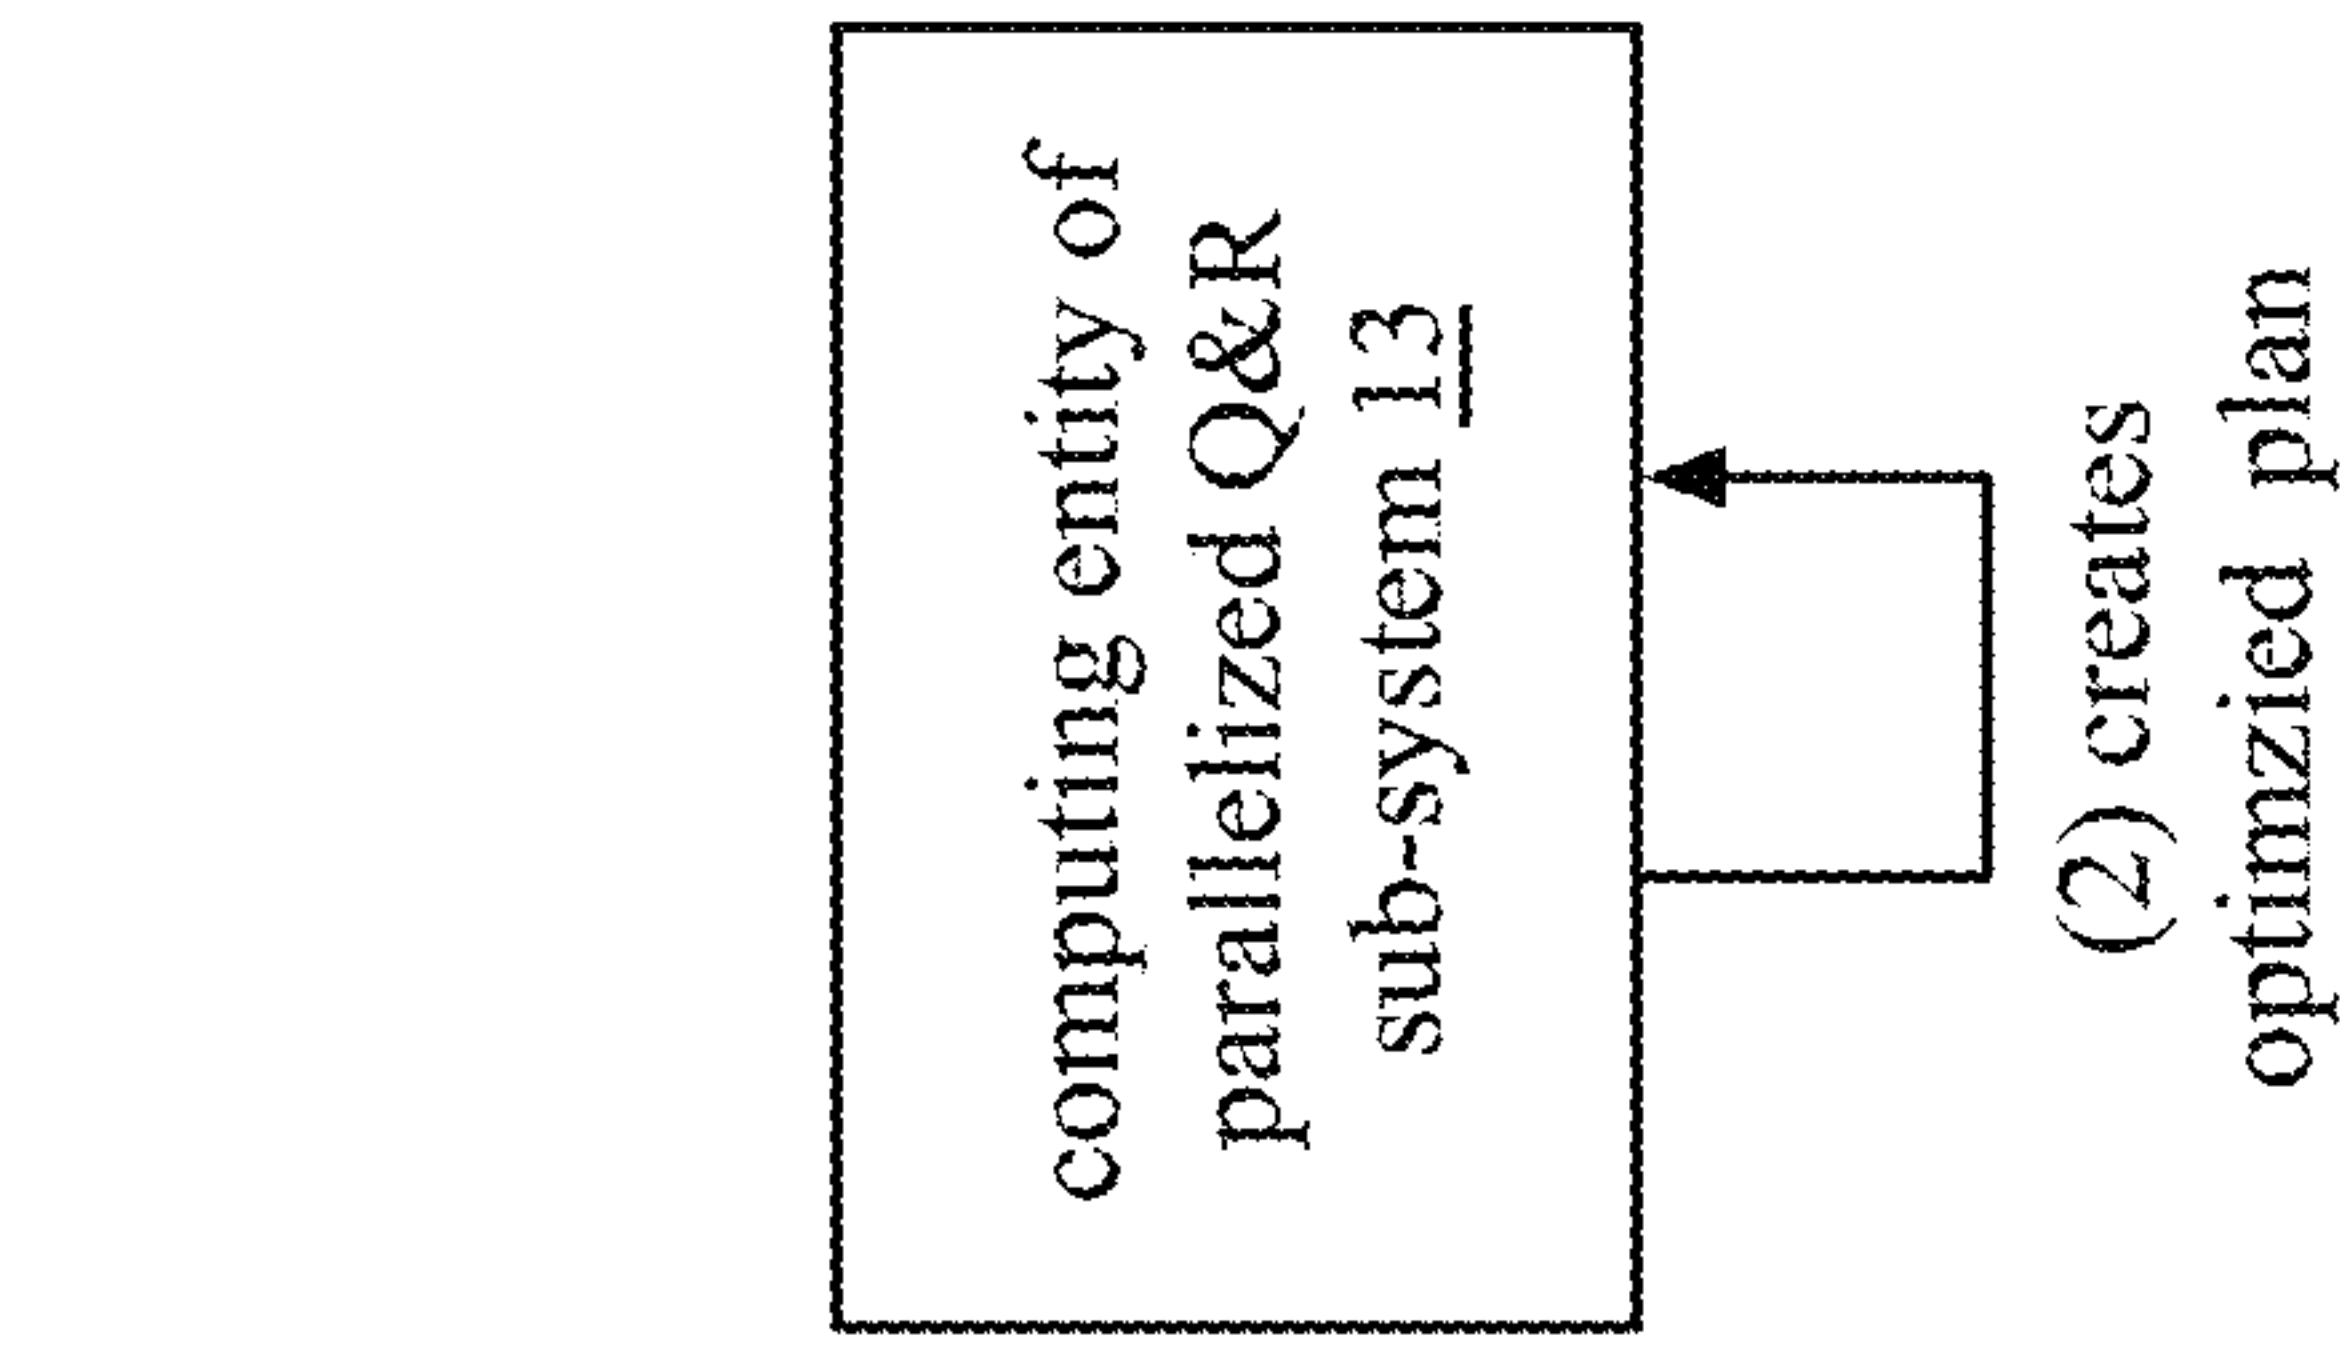 computing entity of
parallelized Q&R
sub-system 13
(2) creates
optimzied plan